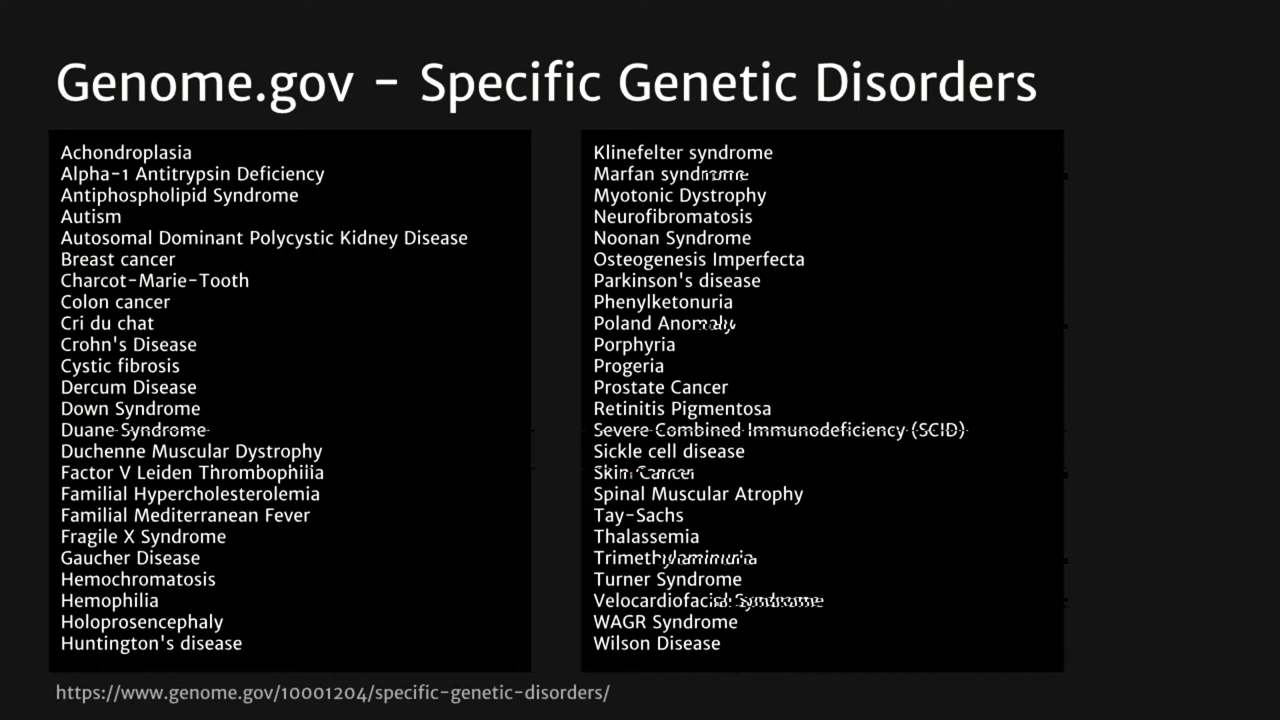 Genome.gov - Specific Genetic Disorders
Achondroplasia
Alpha-1 Antitrypsin Deficiency
Antiphospholipid Syndrome
Autism
Autosomal Dominant Polycystic Kidney Disease
Breast cancer
Charcot-Marie-Tooth
Colon cancer
Cri du chat
Crohn's Disease
Cystic fibrosis
Dercum Disease
Down Syndrome
Duane Syndrome
Duchenne Muscular Dystrophy
Factor V Leiden Thrombophilia
Familial Hypercholesterolemia
Familial Mediterranean Fever
Fragile X Syndrome
Gaucher Disease
Hemochromatosis
Hemophilia
Holoprosencephaly
Huntington's disease
Klinefelter syndrome
Marfan syndrome
Myotonic Dystrophy
Neurofibromatosis
Noonan Syndrome
Osteogenesis Imperfecta
Parkinson's disease
Phenylketonuria
Poland Anomaly
Porphyria
Progeria
Prostate Cancer
Retinitis Pigmentosa
Severe Combined Immunodeficiency (SCID)
Sickle cell disease
Skin Cancer
Spinal Muscular Atrophy
Tay-Sachs
Thalassemia
Trimethylaminuria
Turner Syndrome
Velocardiofacial Syndrome
WAGR Syndrome
Wilson Disease
https://www.genome.gov/10001204/specific-genetic-disorders/